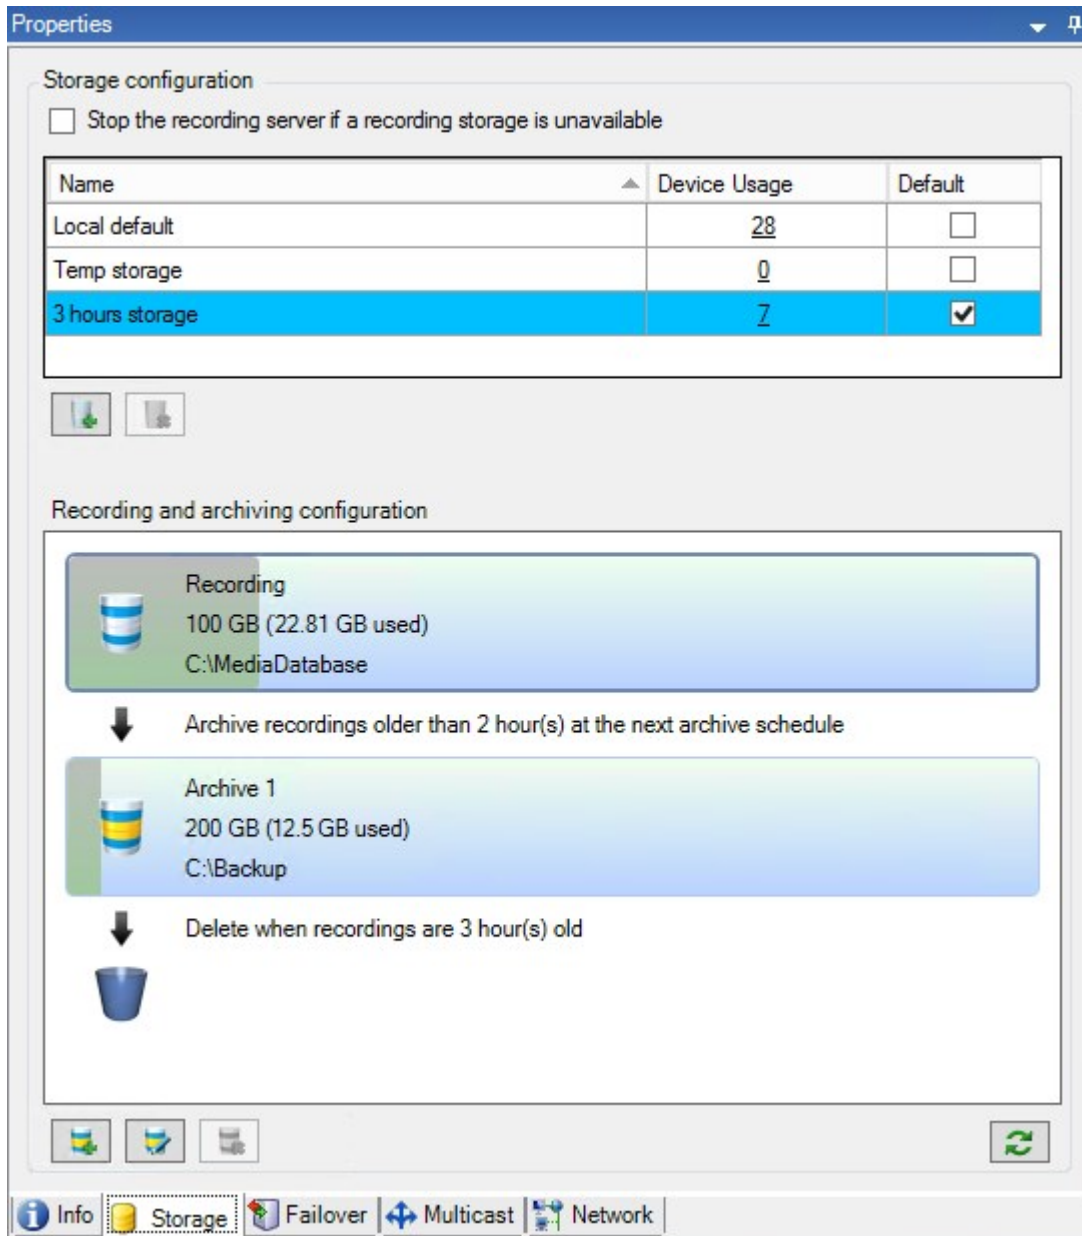 Properties
Storage configuration
Stop the recording server if a recording storage is unavailable
Name Device Usage Default
Local default 28
Temp storage 0
3 hours storage 7
Recording and archiving configuration
Recording
100 GB (22.81 GB used)
C:\MediaDatabase
Archive recordings older than 2 hour(s) at the next archive schedule
Archive 1
200 GB (12.5 GB used)
C:\Backup
Delete when recordings are 3 hour(s) old
Info Storage Failover Multicast Network